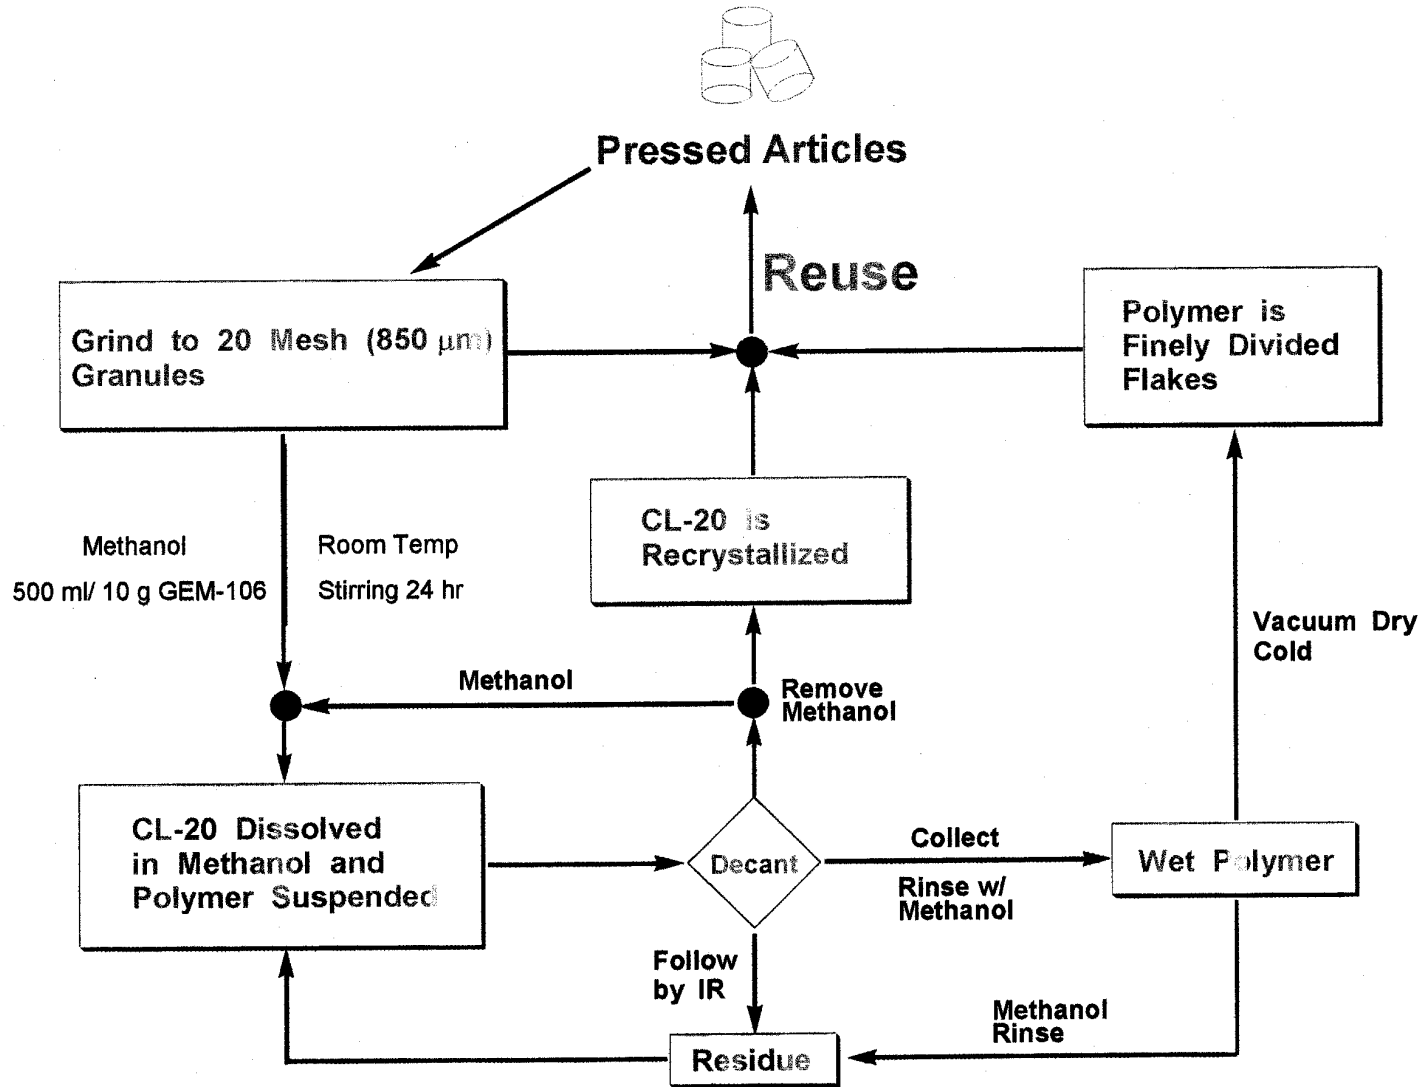 Pressed Articles
Reuse
Grind to 20 Mesh (850 μm)
Granules
Polymer is
Finely Divided
Flakes
CL-20 is
Recrystallized
Methanol
500 ml/ 10 g GEM-106
Room Temp
Stirring 24 hr
Vacuum Dry
Cold
Methanol
Remove
Methanol
CL-20 Dissolved
in Methanol and
Polymer Suspended
Decant
Collect
Rinse w/
Methanol
Wet Polymer
Follow
by IR
Methanol
Rinse
Residue